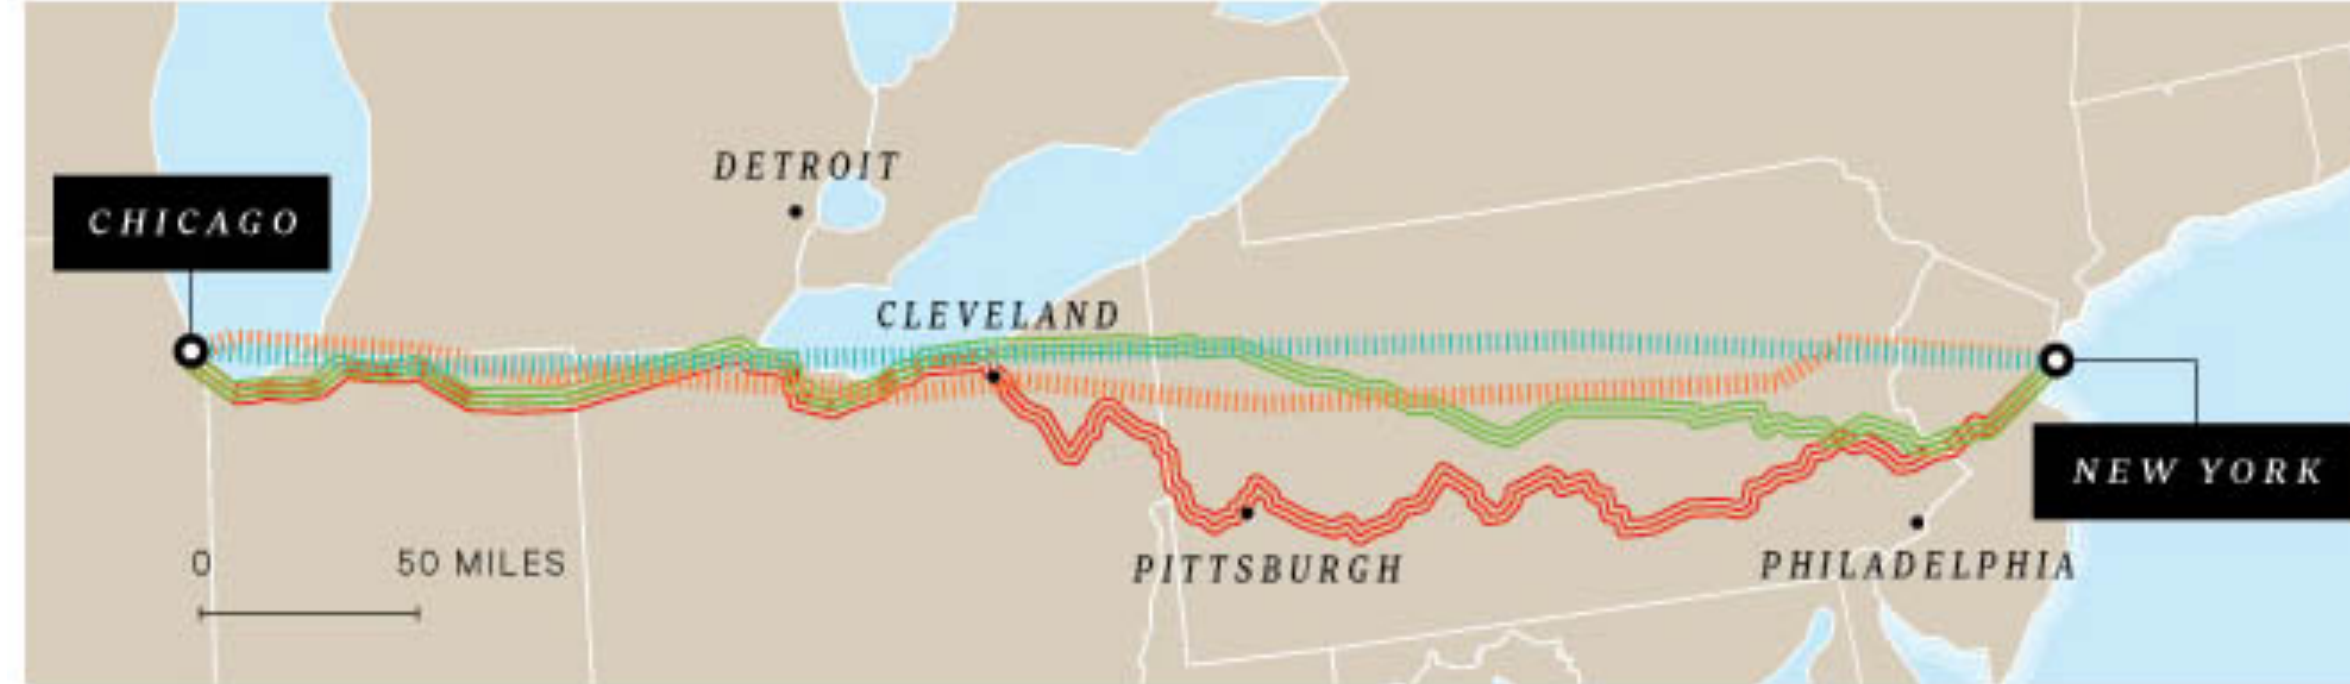 DETROIT
CHICAGO
CLEVELAND
NEW YORK
0 50 MILES
PITTSBURGH
PHILADELPHIA